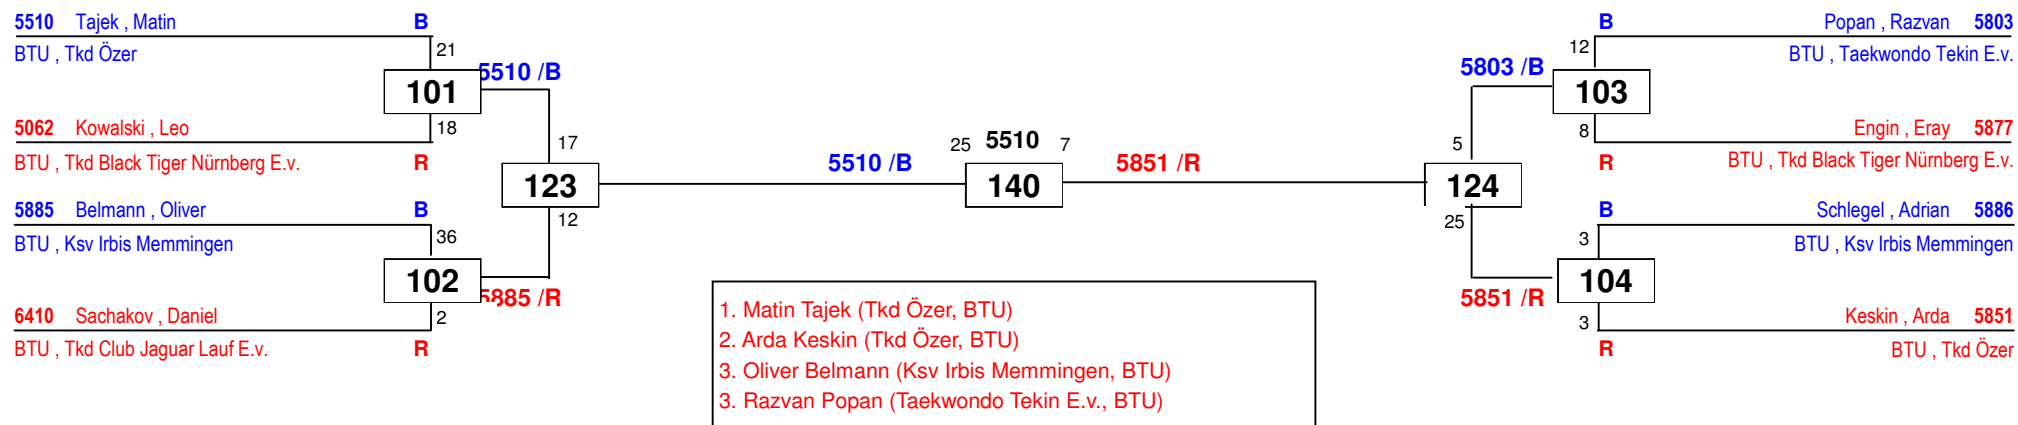 5510 Tajek , Matin B
BTU , Tkd Özer
21
101
5510 /B
18
5062 Kowalski , Leo
BTU , Tkd Black Tiger Nürnberg E.v. R
17
123
12
5885 Belmann , Oliver B
BTU , Ksv Irbis Memmingen
36
102
5885 /R
2
6410 Sachakov , Daniel
BTU , Tkd Club Jaguar Lauf E.v. R
5510 /B
25 5510 7
140
5851 /R
B Popan , Razvan 5803
BTU , Taekwondo Tekin E.v.
12
5803 /B
103
8
Engin , Eray 5877
R BTU , Tkd Black Tiger Nürnberg E.v.
5
124
25
B Schlegel , Adrian 5886
BTU , Ksv Irbis Memmingen
3
104
5851 /R
3
Keskin , Arda 5851
R BTU , Tkd Özer
1. Matin Tajek (Tkd Özer, BTU)
2. Arda Keskin (Tkd Özer, BTU)
3. Oliver Belmann (Ksv Irbis Memmingen, BTU)
3. Razvan Popan (Taekwondo Tekin E.v., BTU)